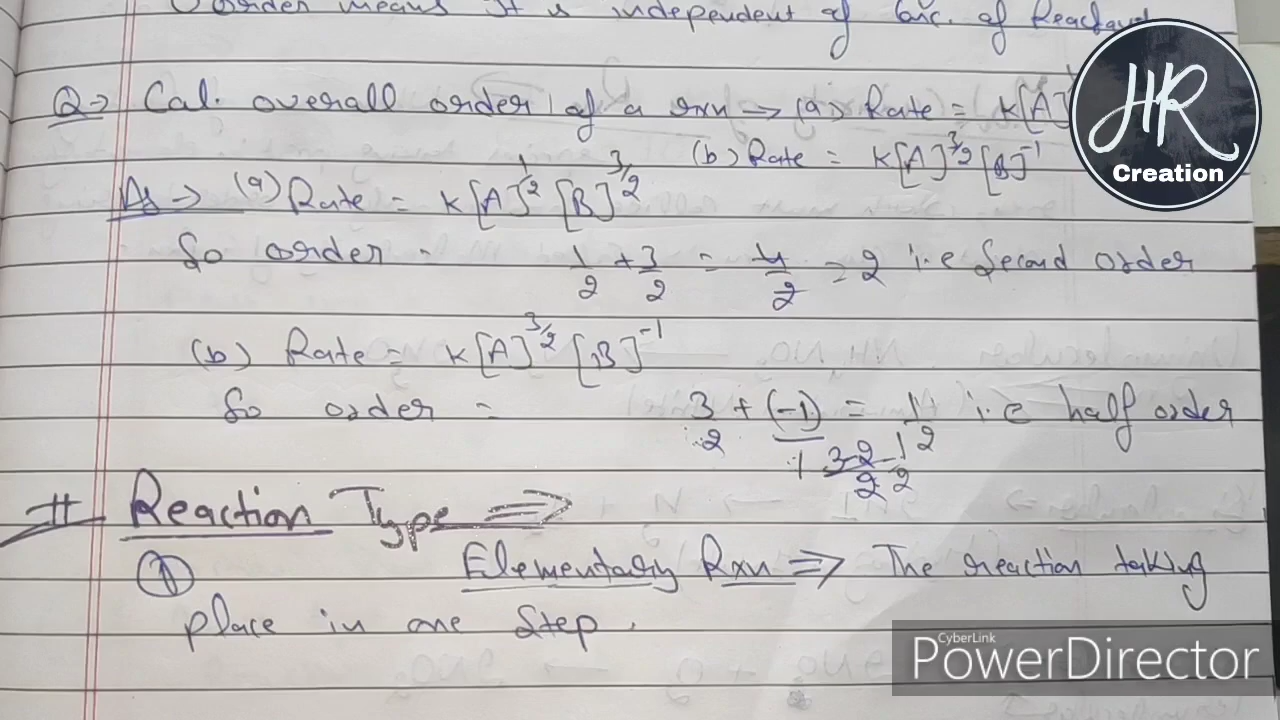 order means it is independent of Conc. of Reactant
Q→ Cal. overall order of a rxn → (a) Rate = K[A]
(b) Rate = K[A]^3/2 [B]^-1
HR
Creation
As → (a) Rate = K[A]^1/2 [B]^3/2
So order = 1/2 + 3/2 = 4/2 = 2 i.e Second order
(b) Rate = K[A]^3/2 [B]^-1
So order = 3/2 + (-1)/1 = 1/2 i.e half order
3-2/2 = 1/2
# Reaction Type ⇒
① Elementary Rxn ⇒ The reaction taking
place in one Step.
CyberLink
PowerDirector